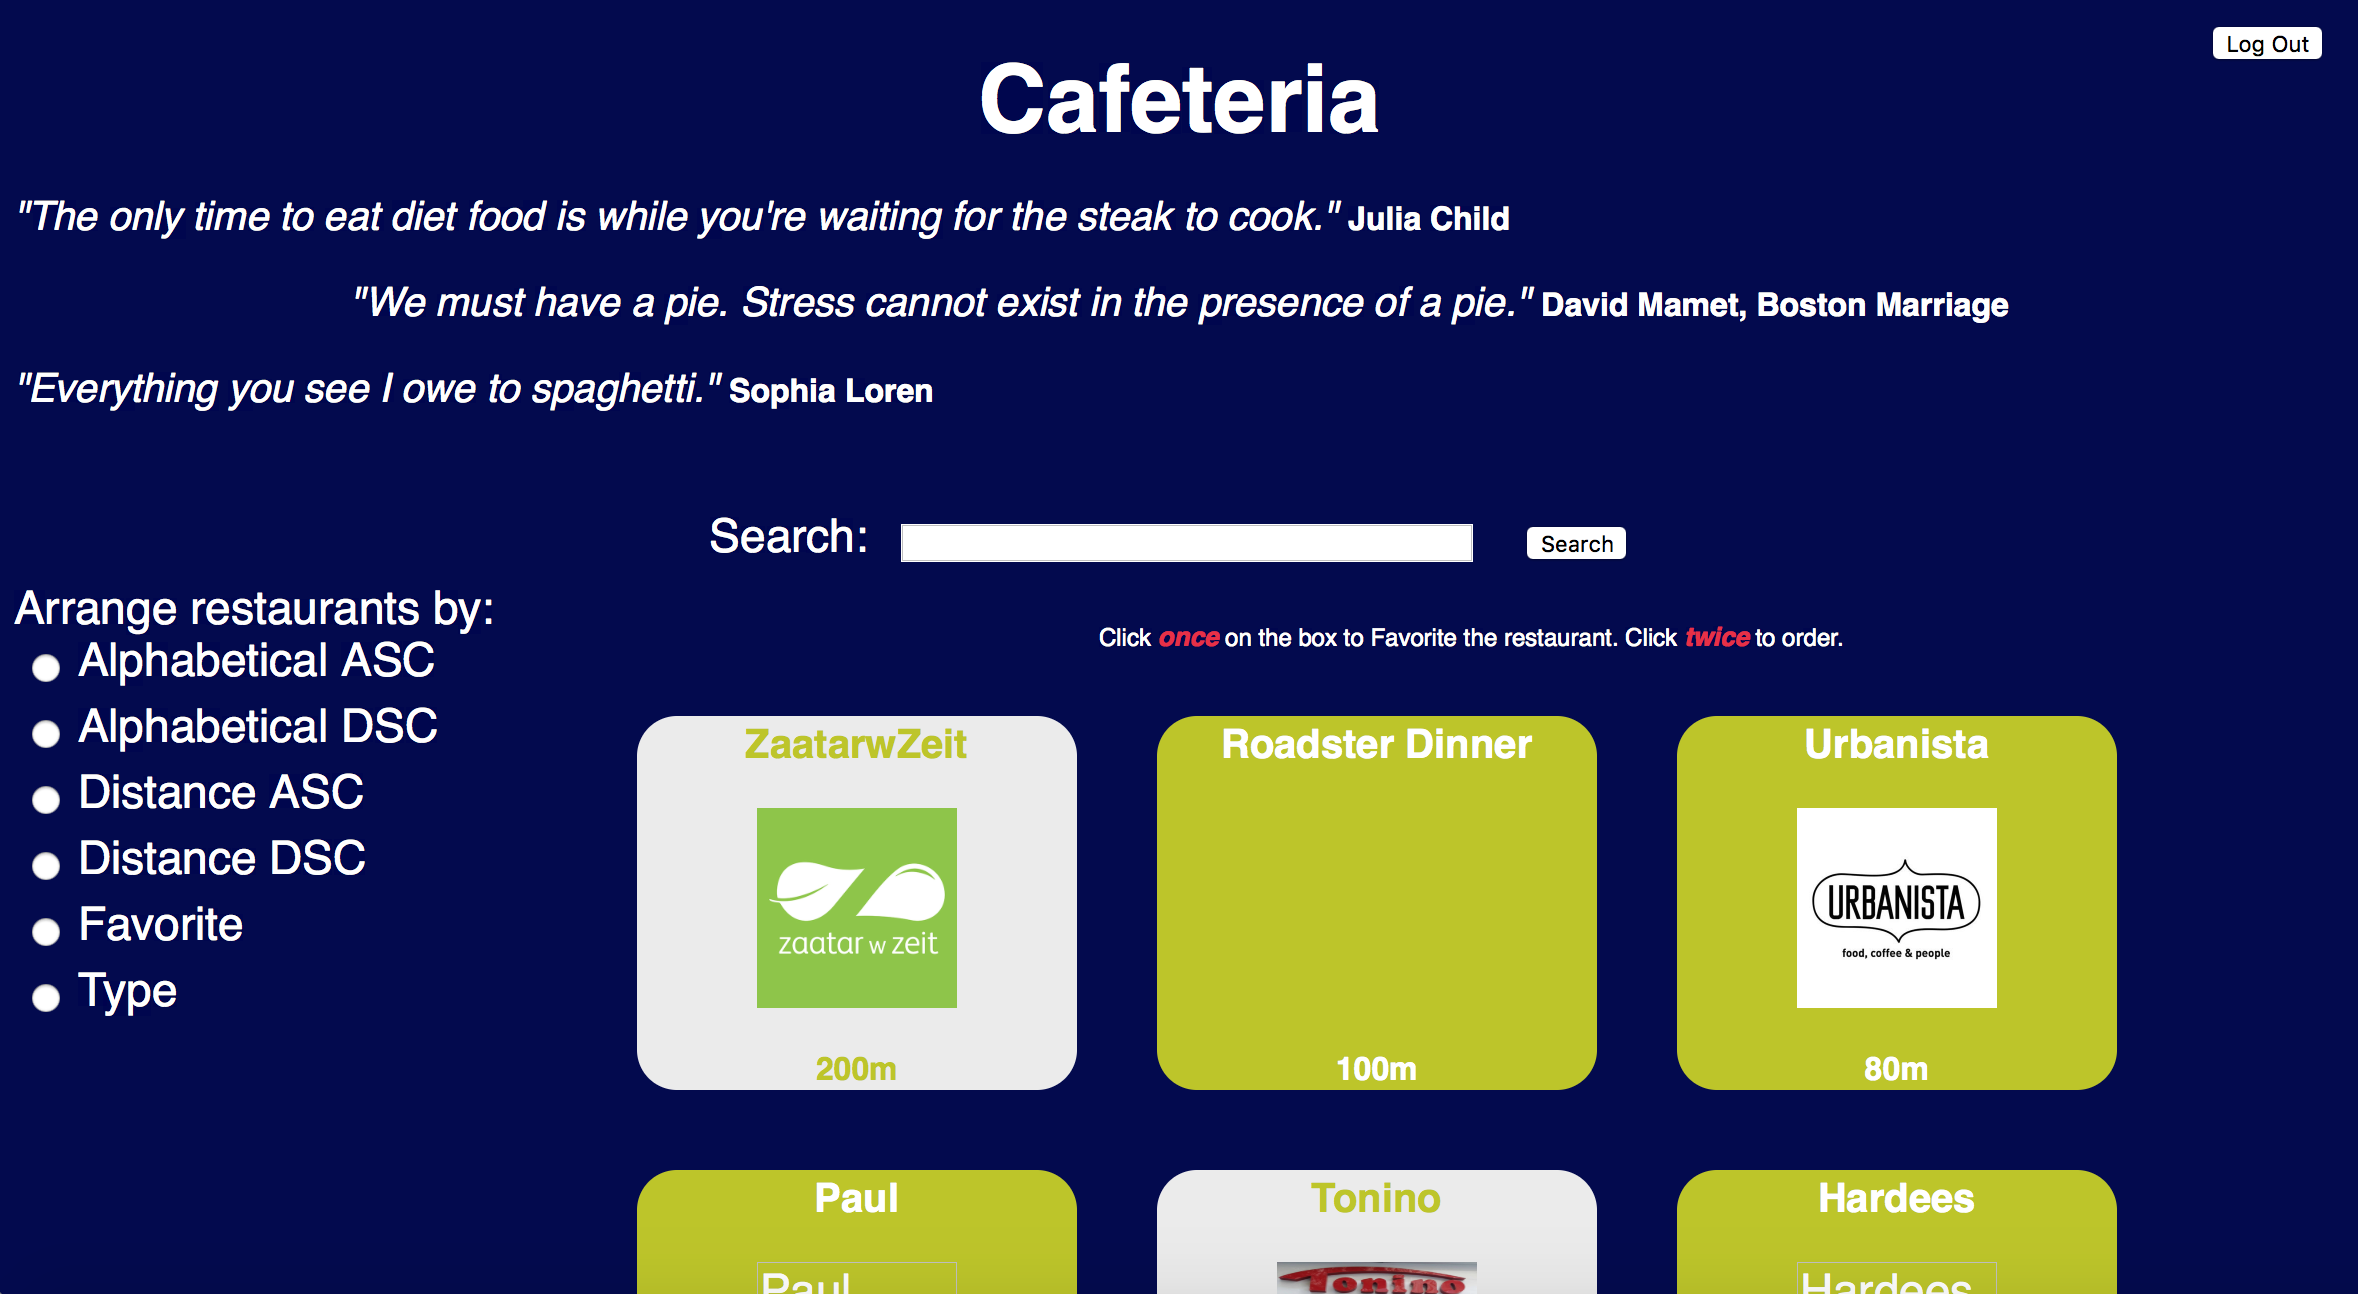 Log Out
Cafeteria
"The only time to eat diet food is while you're waiting for the steak to cook." Julia Child
"We must have a pie. Stress cannot exist in the presence of a pie." David Mamet, Boston Marriage
"Everything you see I owe to spaghetti." Sophia Loren
Search:
Search
Arrange restaurants by:
Alphabetical ASC
Alphabetical DSC
Distance ASC
Distance DSC
Favorite
Type
Click once on the box to Favorite the restaurant. Click twice to order.
ZaatarwZeit
zaatar w zeit
200m
Roadster Dinner
100m
Urbanista
URBANISTA
food, coffee & people
80m
Paul
Paul
Tonino
Tonino
Hardees
Hardees